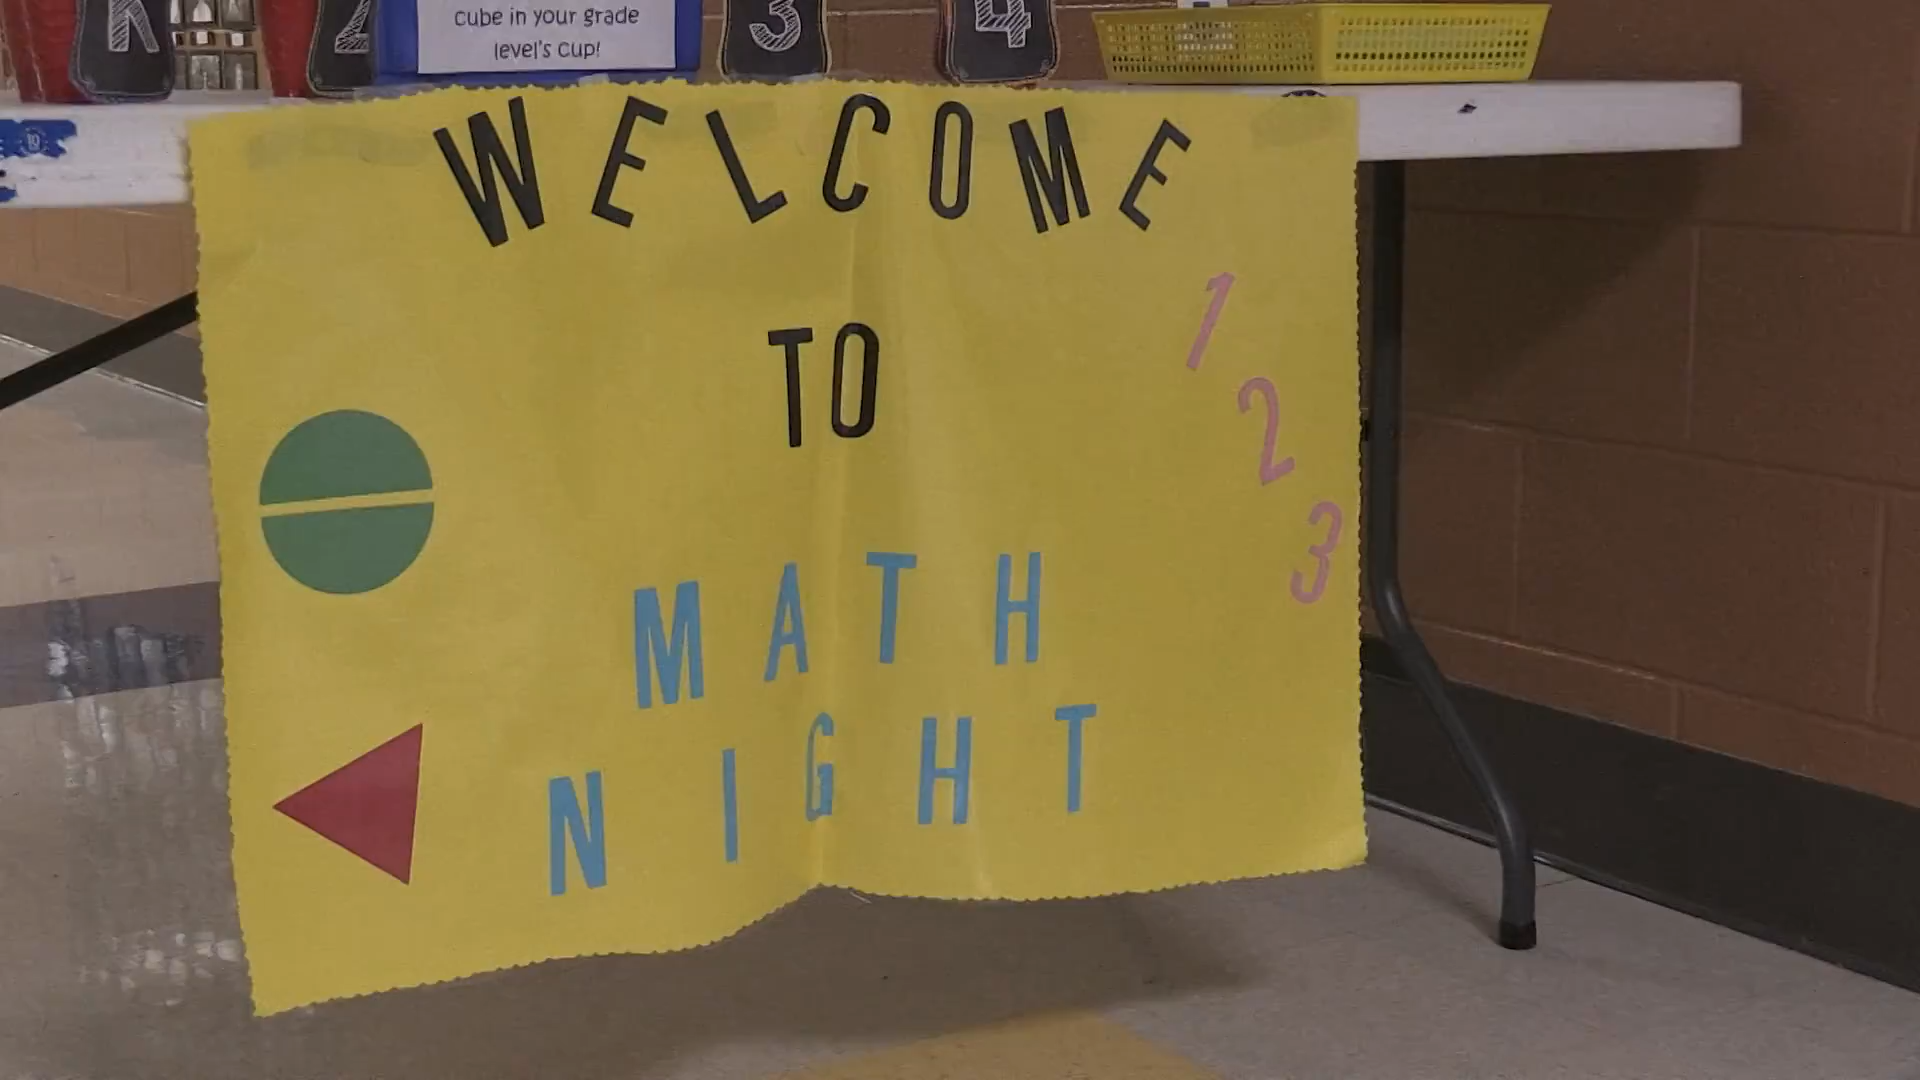 K 2 3 4
cube in your grade
level's cup!
WELCOME
TO
1
2
3
MATH
NIGHT